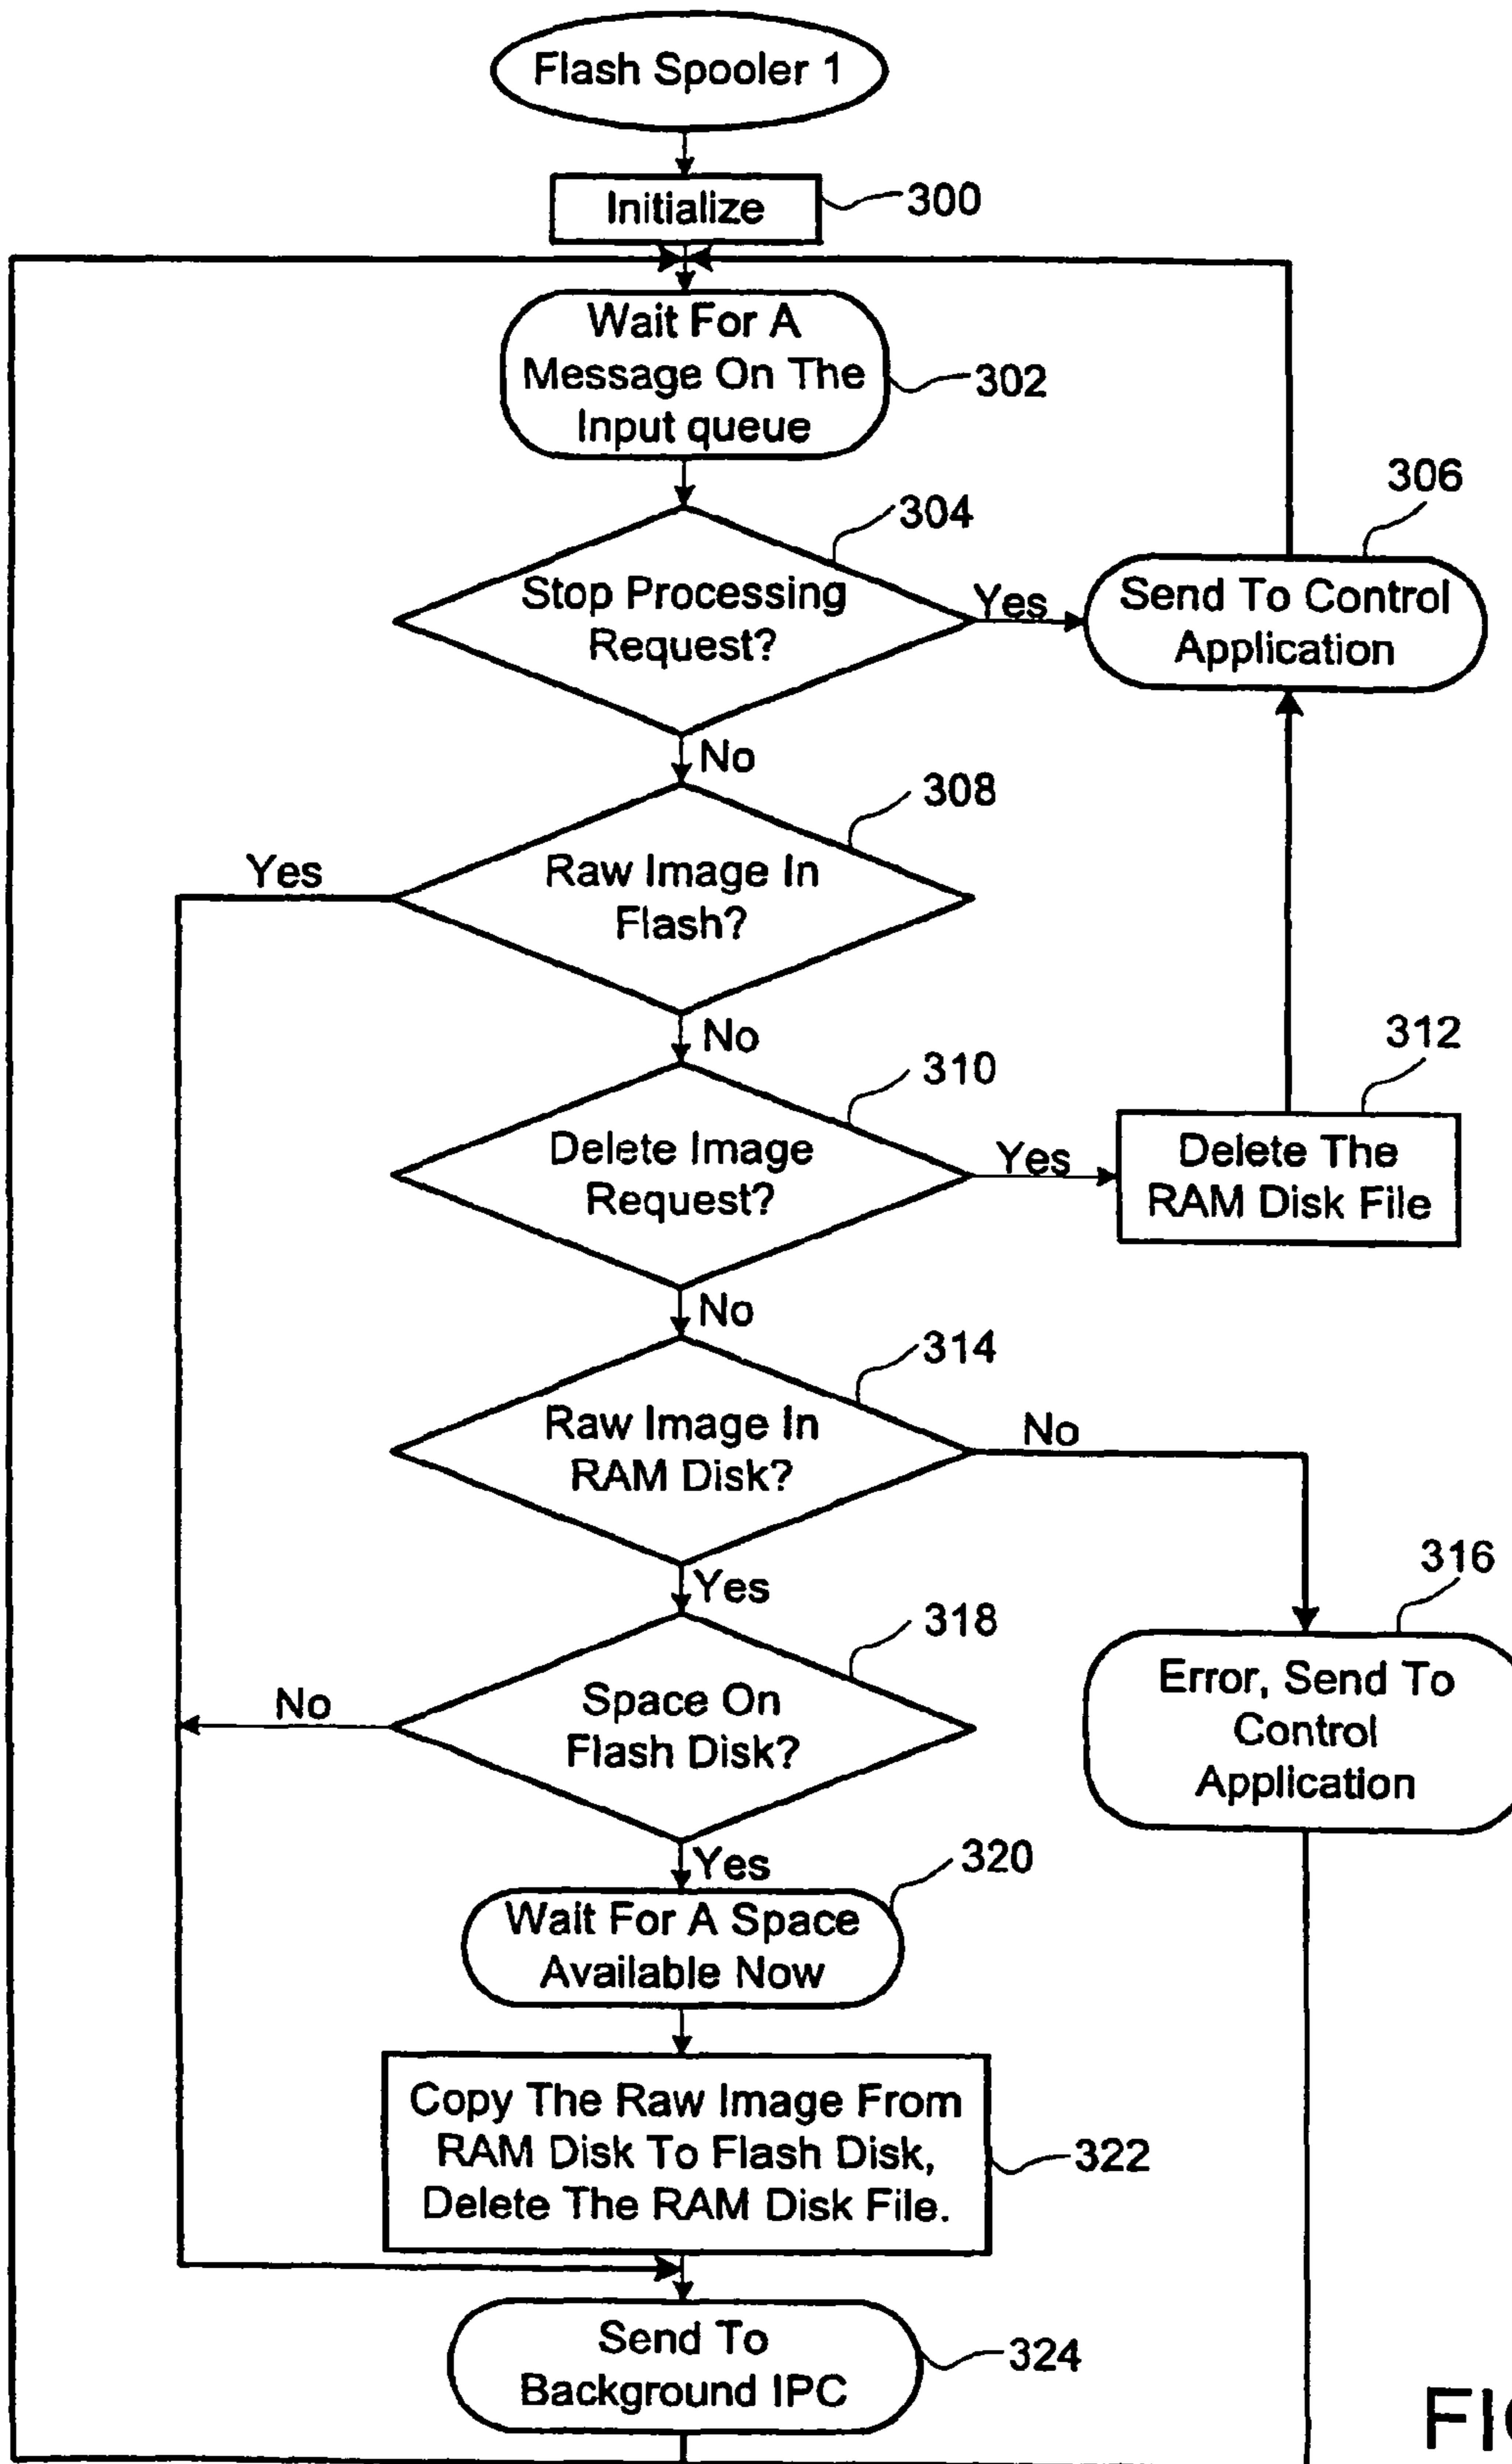 Flash Spooler 1
Initialize
300
Wait For A
Message On The
Input queue
302
304
Stop Processing
Request?
Yes
306
Send To Control
Application
No
308
Raw Image In
Flash?
Yes
No
310
Delete Image
Request?
Yes
312
Delete The
RAM Disk File
No
314
Raw Image In
RAM Disk?
No
316
Error, Send To
Control
Application
Yes
318
Space On
Flash Disk?
No
Yes
320
Wait For A Space
Available Now
Copy The Raw Image From
RAM Disk To Flash Disk,
Delete The RAM Disk File.
322
Send To
Background IPC
324